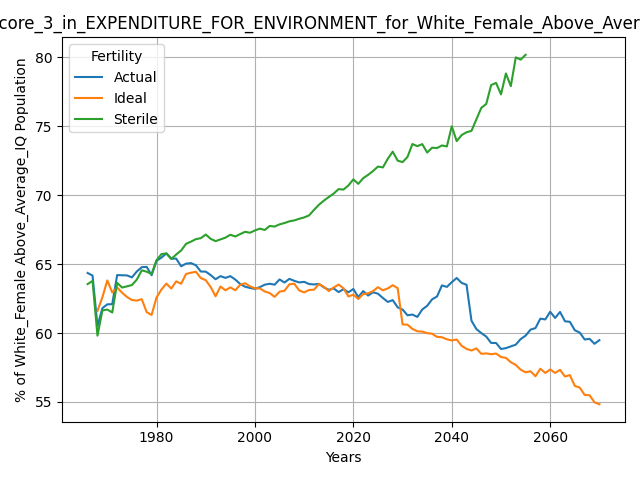 core_3_in_EXPENDITURE_FOR_ENVIRONMENT_for_White_Female_Above_Aver
Fertility
Actual
Ideal
Sterile
% of White_Female Above_Average_IQ Population
80
75
70
65
60
55
1980
2000
2020
2040
2060
Years